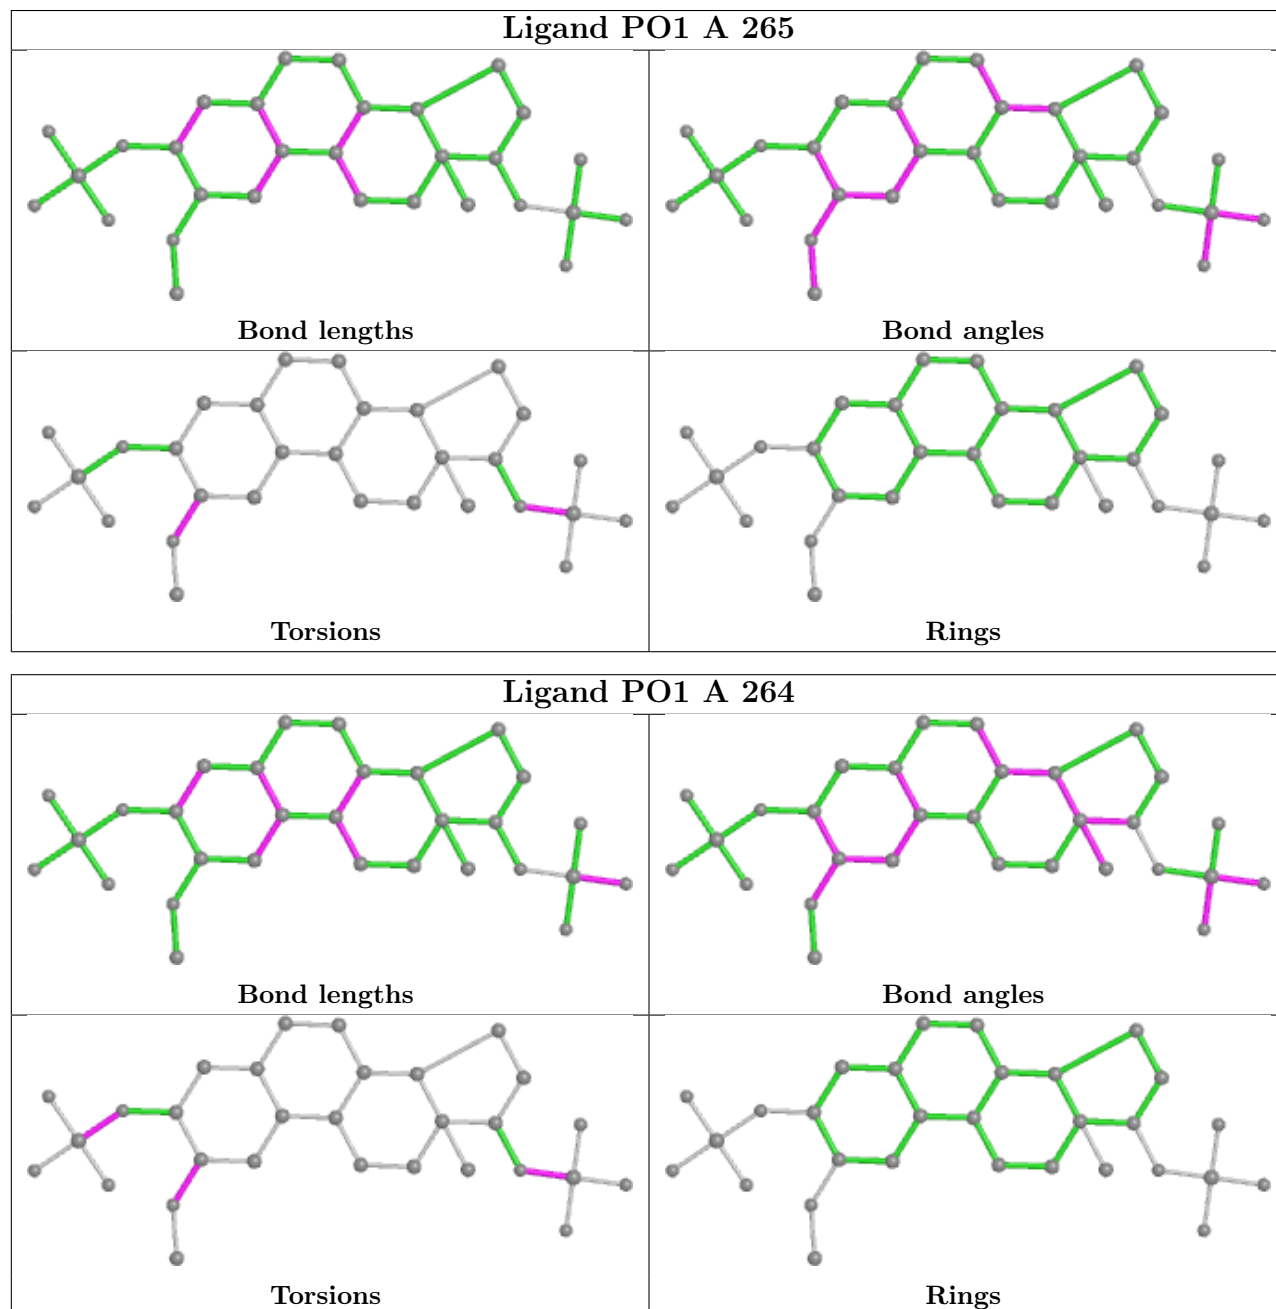 Ligand PO1 A 265
Bond lengths
Bond angles
Torsions
Rings
Ligand PO1 A 264
Bond lengths
Bond angles
Torsions
Rings